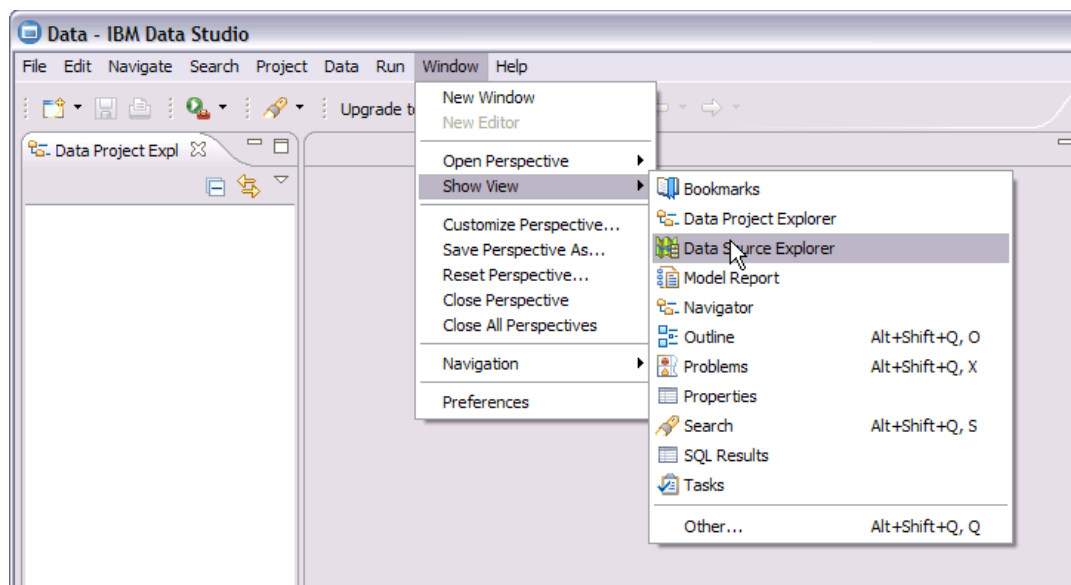 Data - IBM Data Studio
File Edit Navigate Search Project Data Run Window Help
Upgrade to
Data Project Expl
New Window
New Editor
Open Perspective
Show View
Customize Perspective...
Save Perspective As...
Reset Perspective...
Close Perspective
Close All Perspectives
Navigation
Preferences
Bookmarks
Data Project Explorer
Data Source Explorer
Model Report
Navigator
Outline Alt+Shift+Q, O
Problems Alt+Shift+Q, X
Properties
Search Alt+Shift+Q, S
SQL Results
Tasks
Other... Alt+Shift+Q, Q